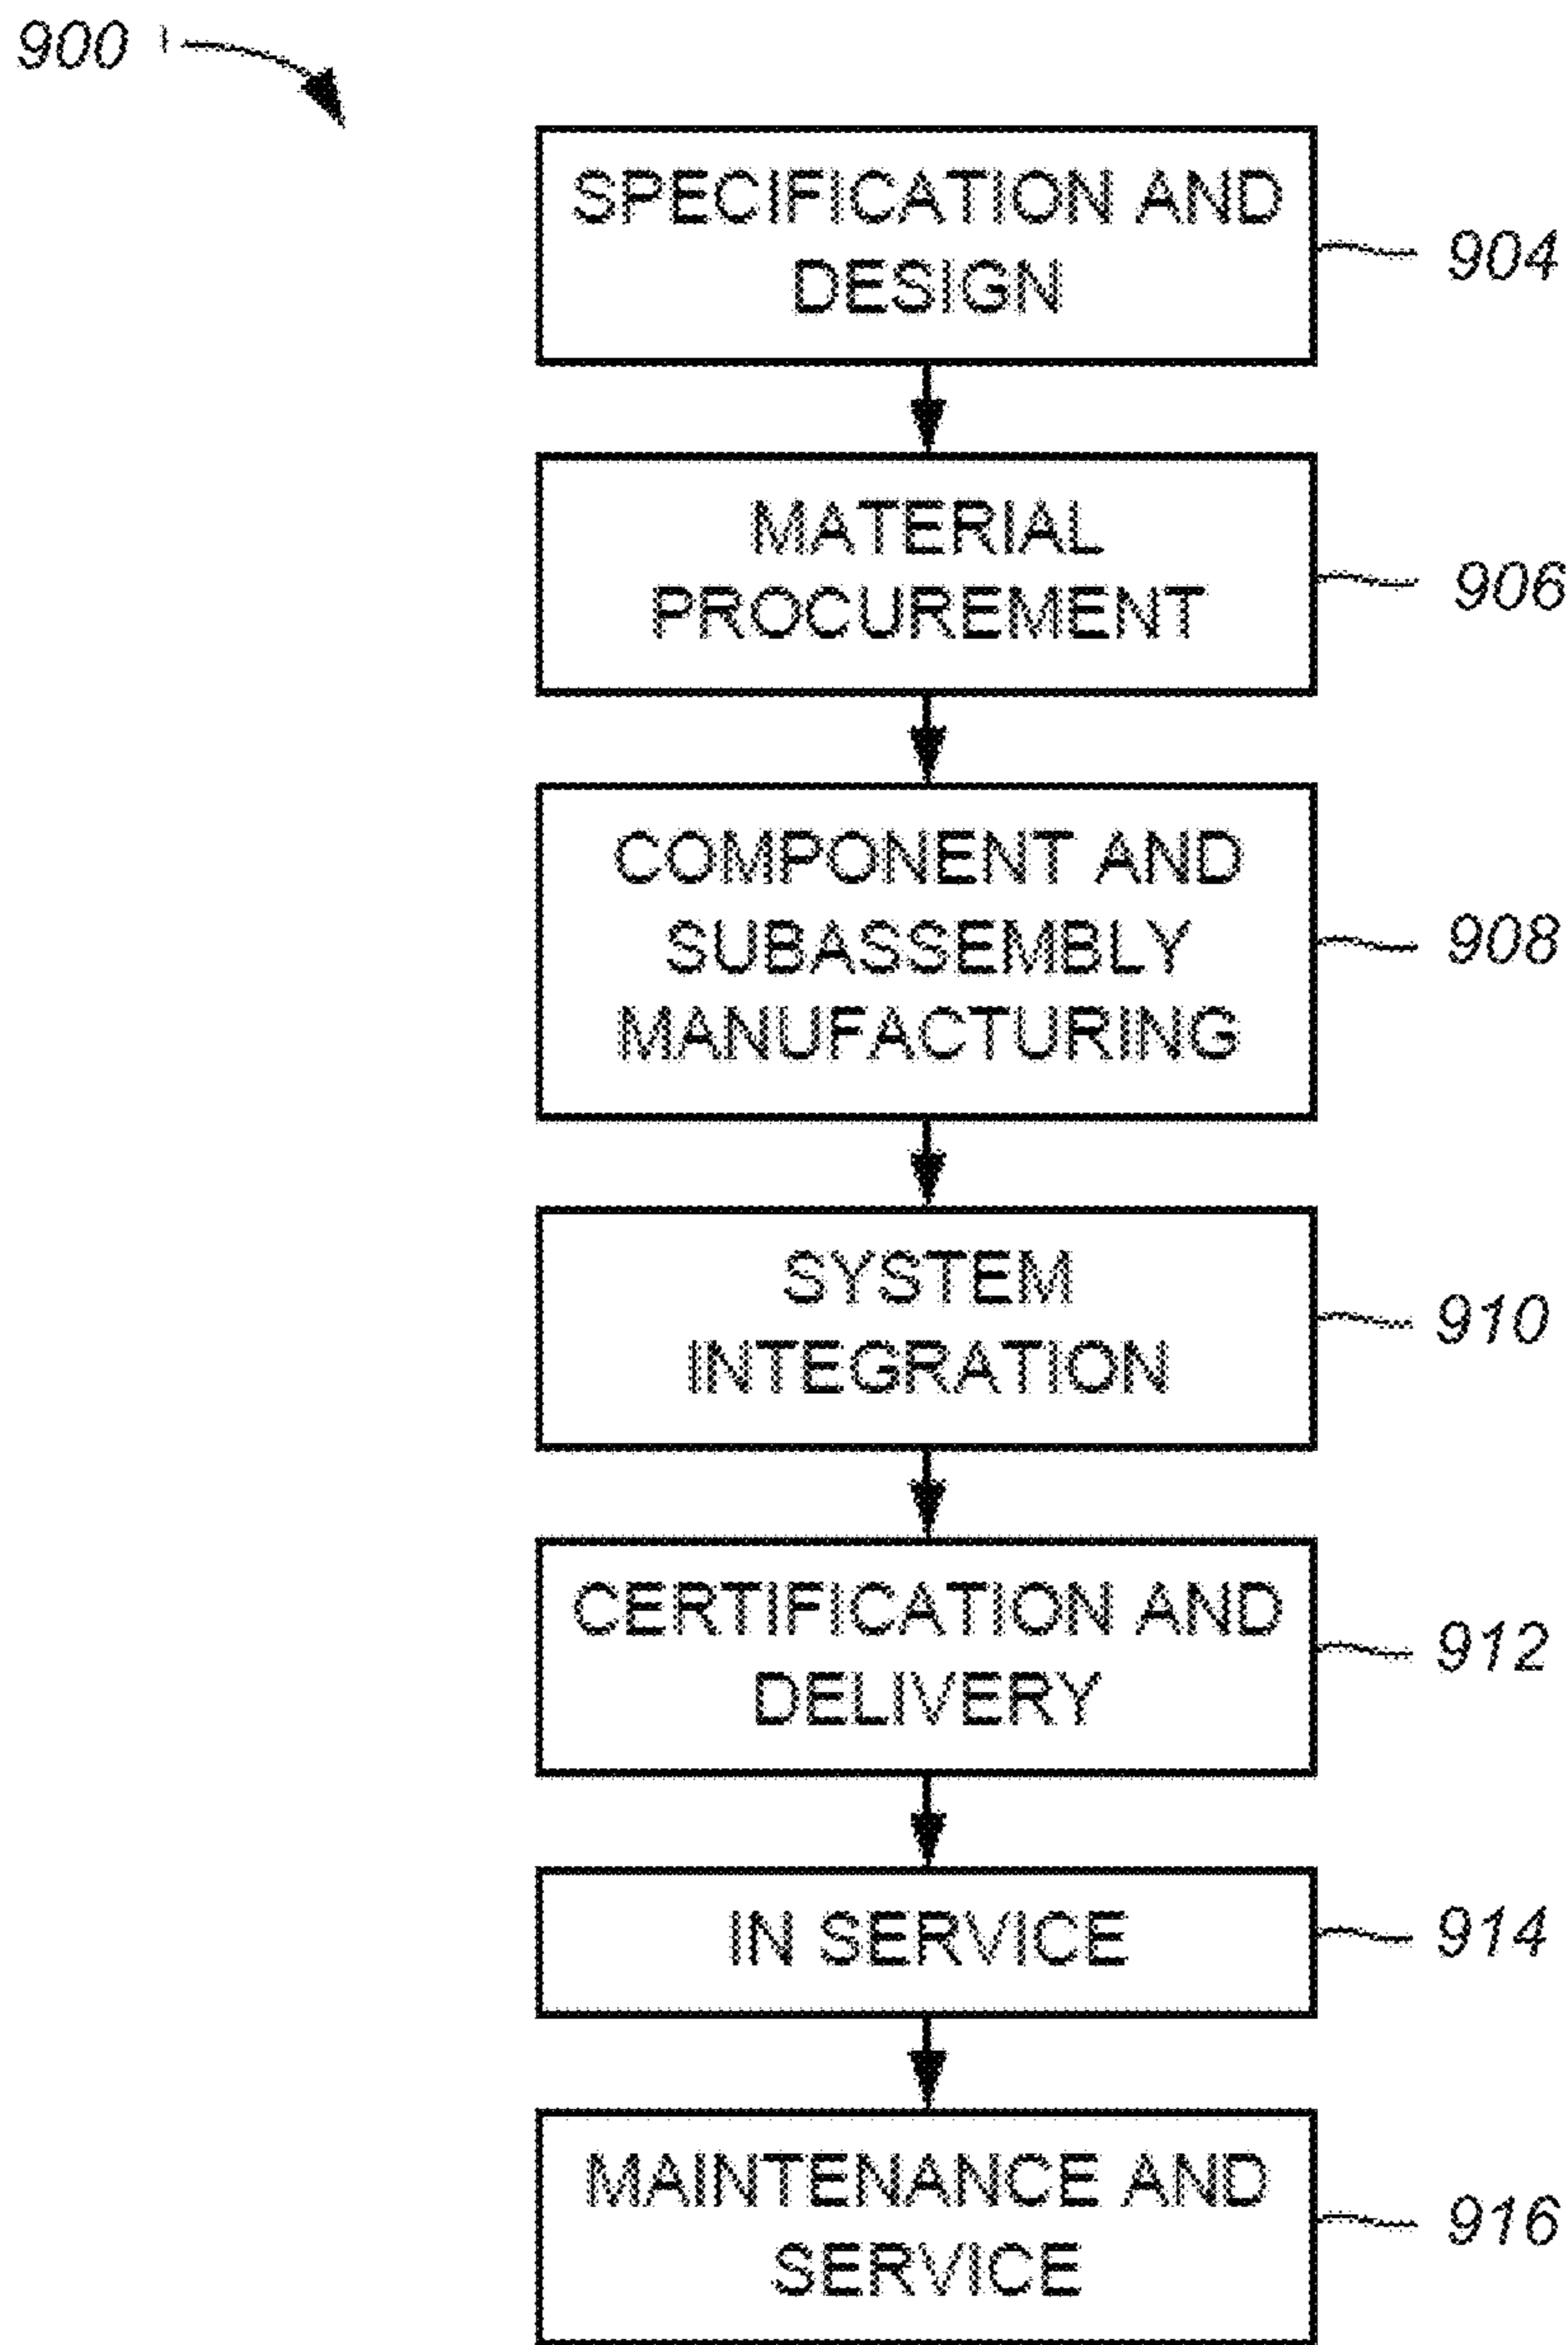 900
SPECIFICATION AND
DESIGN
904
MATERIAL
PROCUREMENT
906
COMPONENT AND
SUBASSEMBLY
MANUFACTURING
908
SYSTEM
INTEGRATION
910
CERTIFICATION AND
DELIVERY
912
IN SERVICE
914
MAINTENANCE AND
SERVICE
916